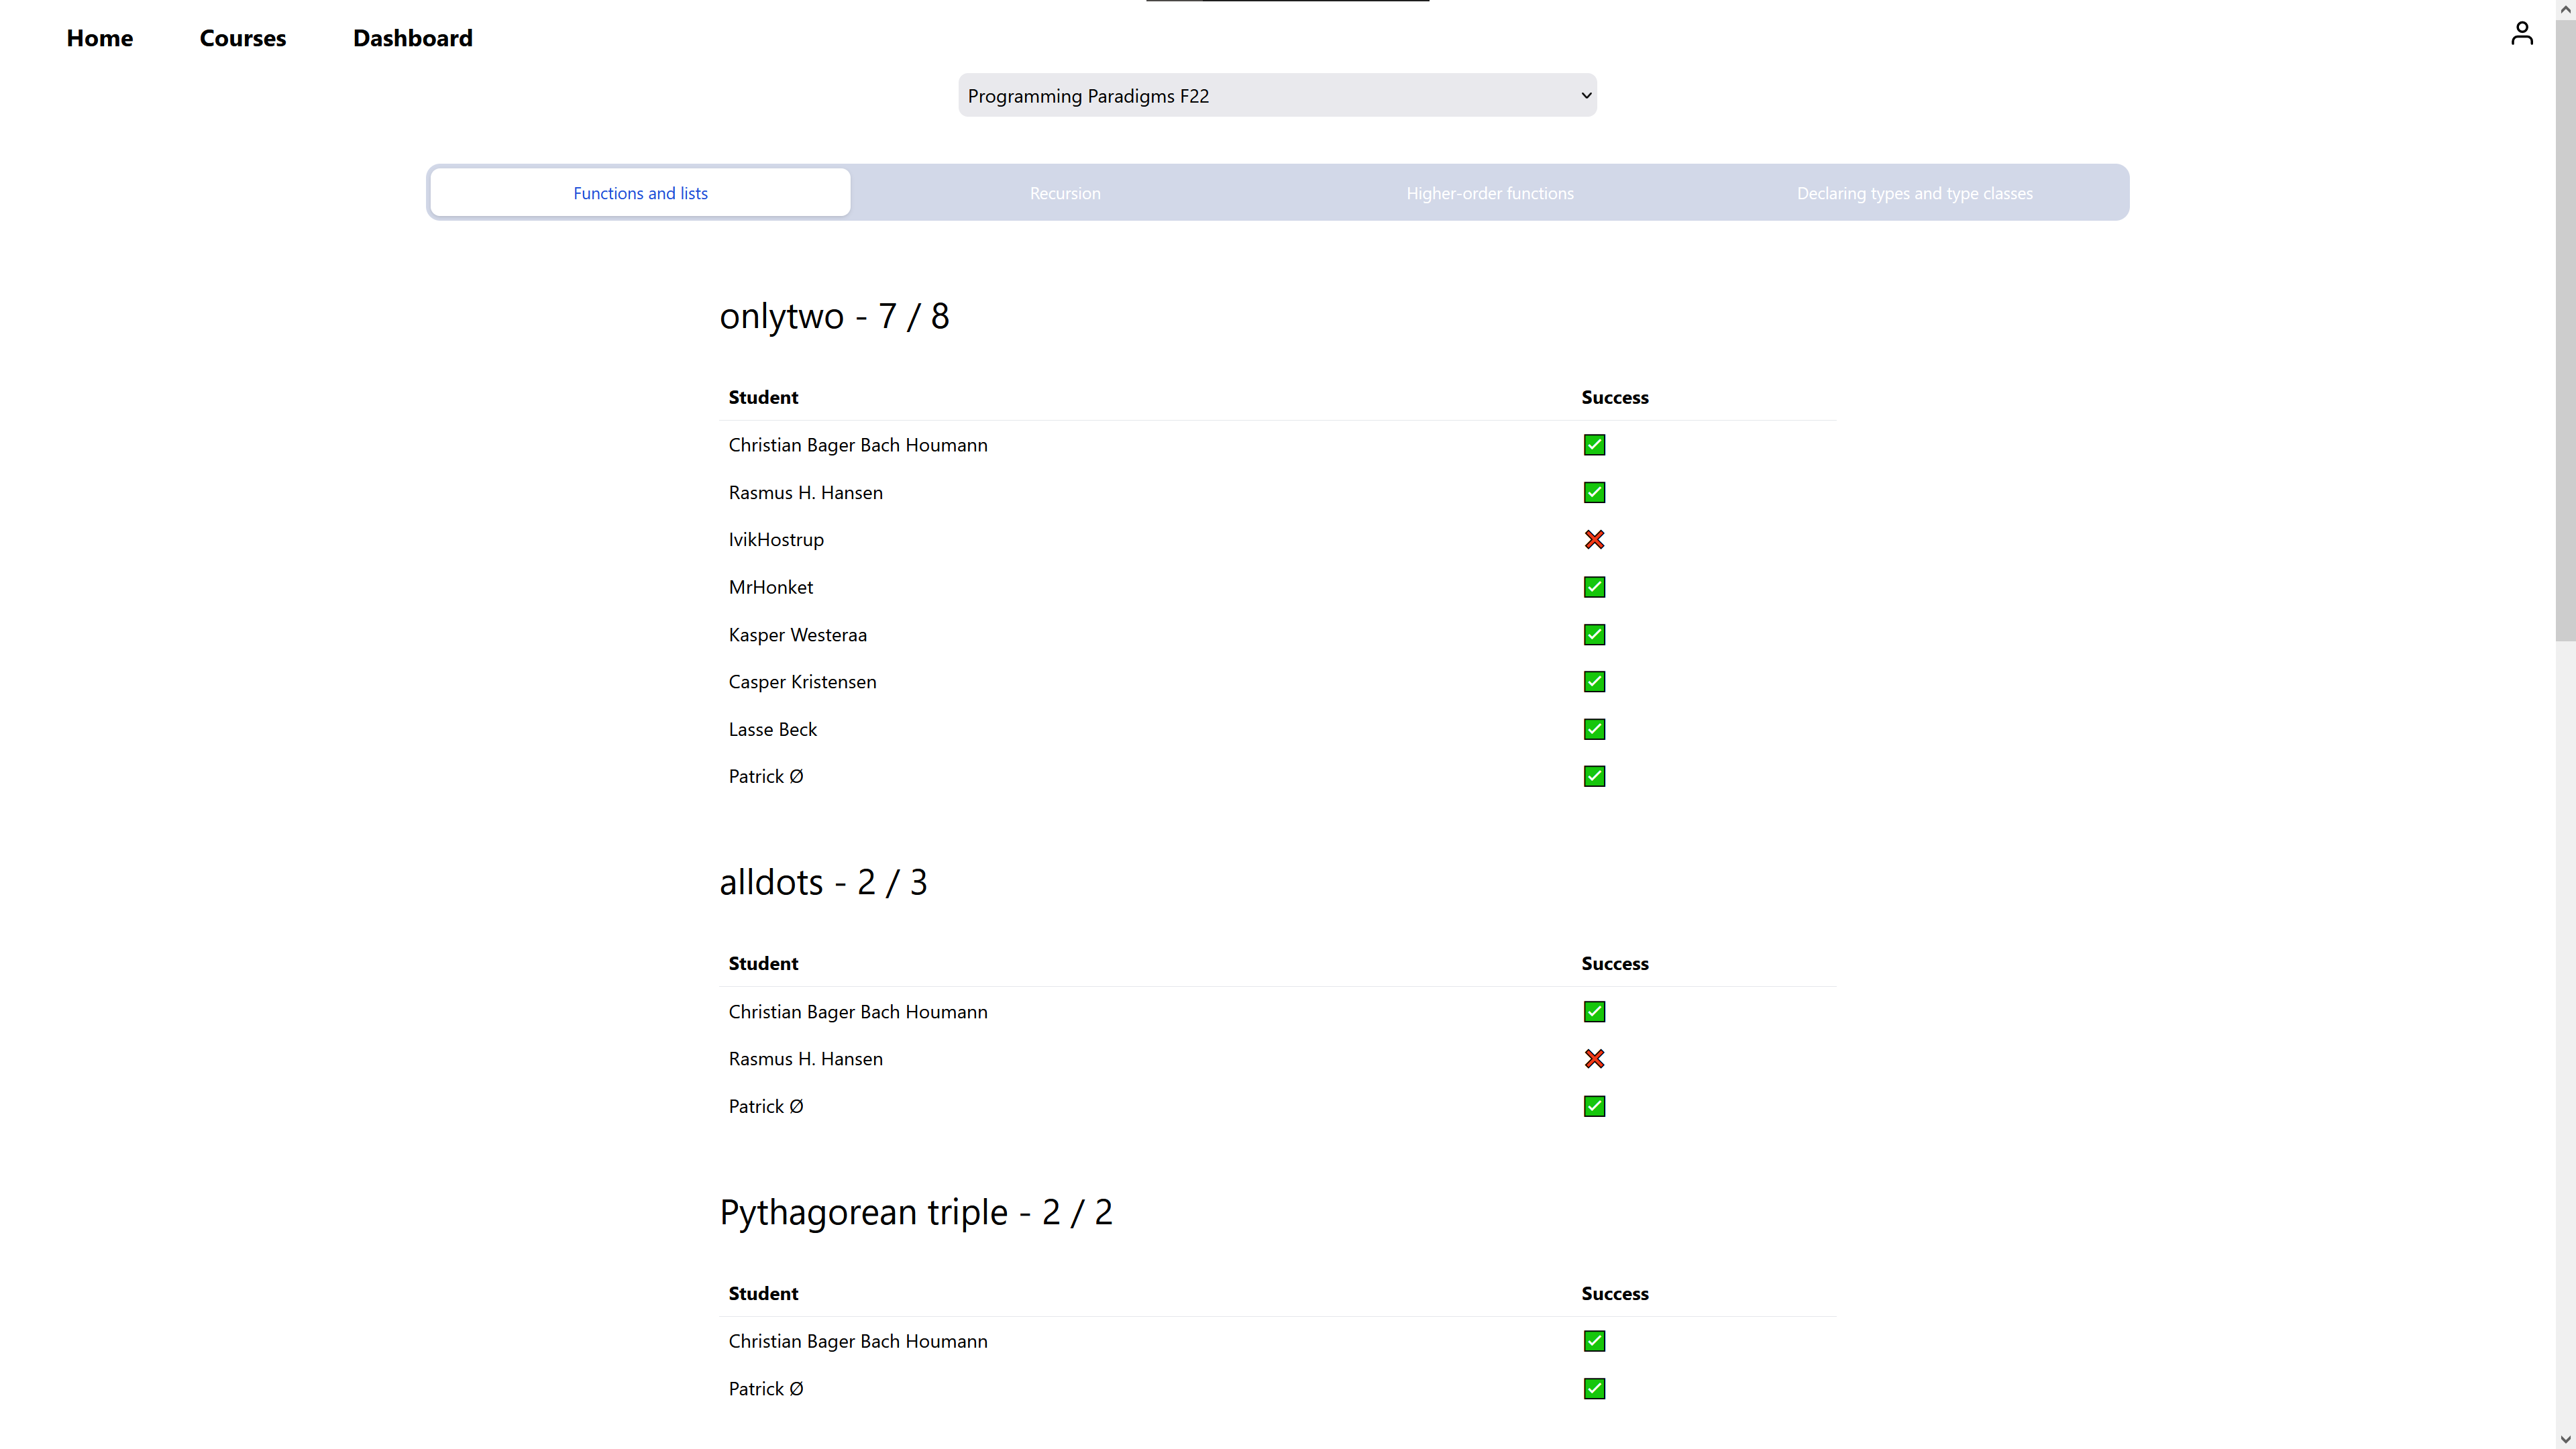 Home Courses Dashboard
Programming Paradigms F22
Functions and lists Recursion Higher-order functions Declaring types and type classes
onlytwo - 7 / 8
Student Success
Christian Bager Bach Houmann
Rasmus H. Hansen
IvikHostrup
MrHonket
Kasper Westeraa
Casper Kristensen
Lasse Beck
Patrick Ø
alldots - 2 / 3
Student Success
Christian Bager Bach Houmann
Rasmus H. Hansen
Patrick Ø
Pythagorean triple - 2 / 2
Student Success
Christian Bager Bach Houmann
Patrick Ø